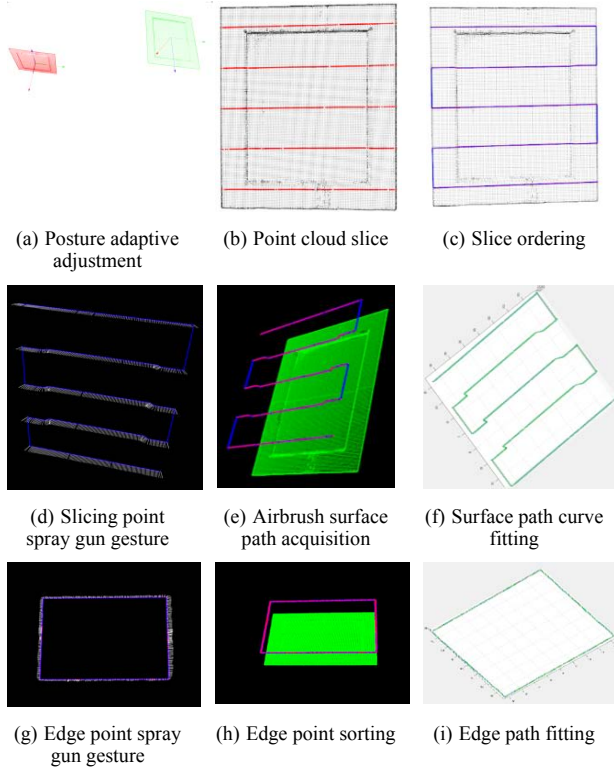 (a) Posture adaptive
adjustment
(b) Point cloud slice
(c) Slice ordering
(d) Slicing point
spray gun gesture
(e) Airbrush surface
path acquisition
(f) Surface path curve
fitting
(g) Edge point spray
gun gesture
(h) Edge point sorting
(i) Edge path fitting